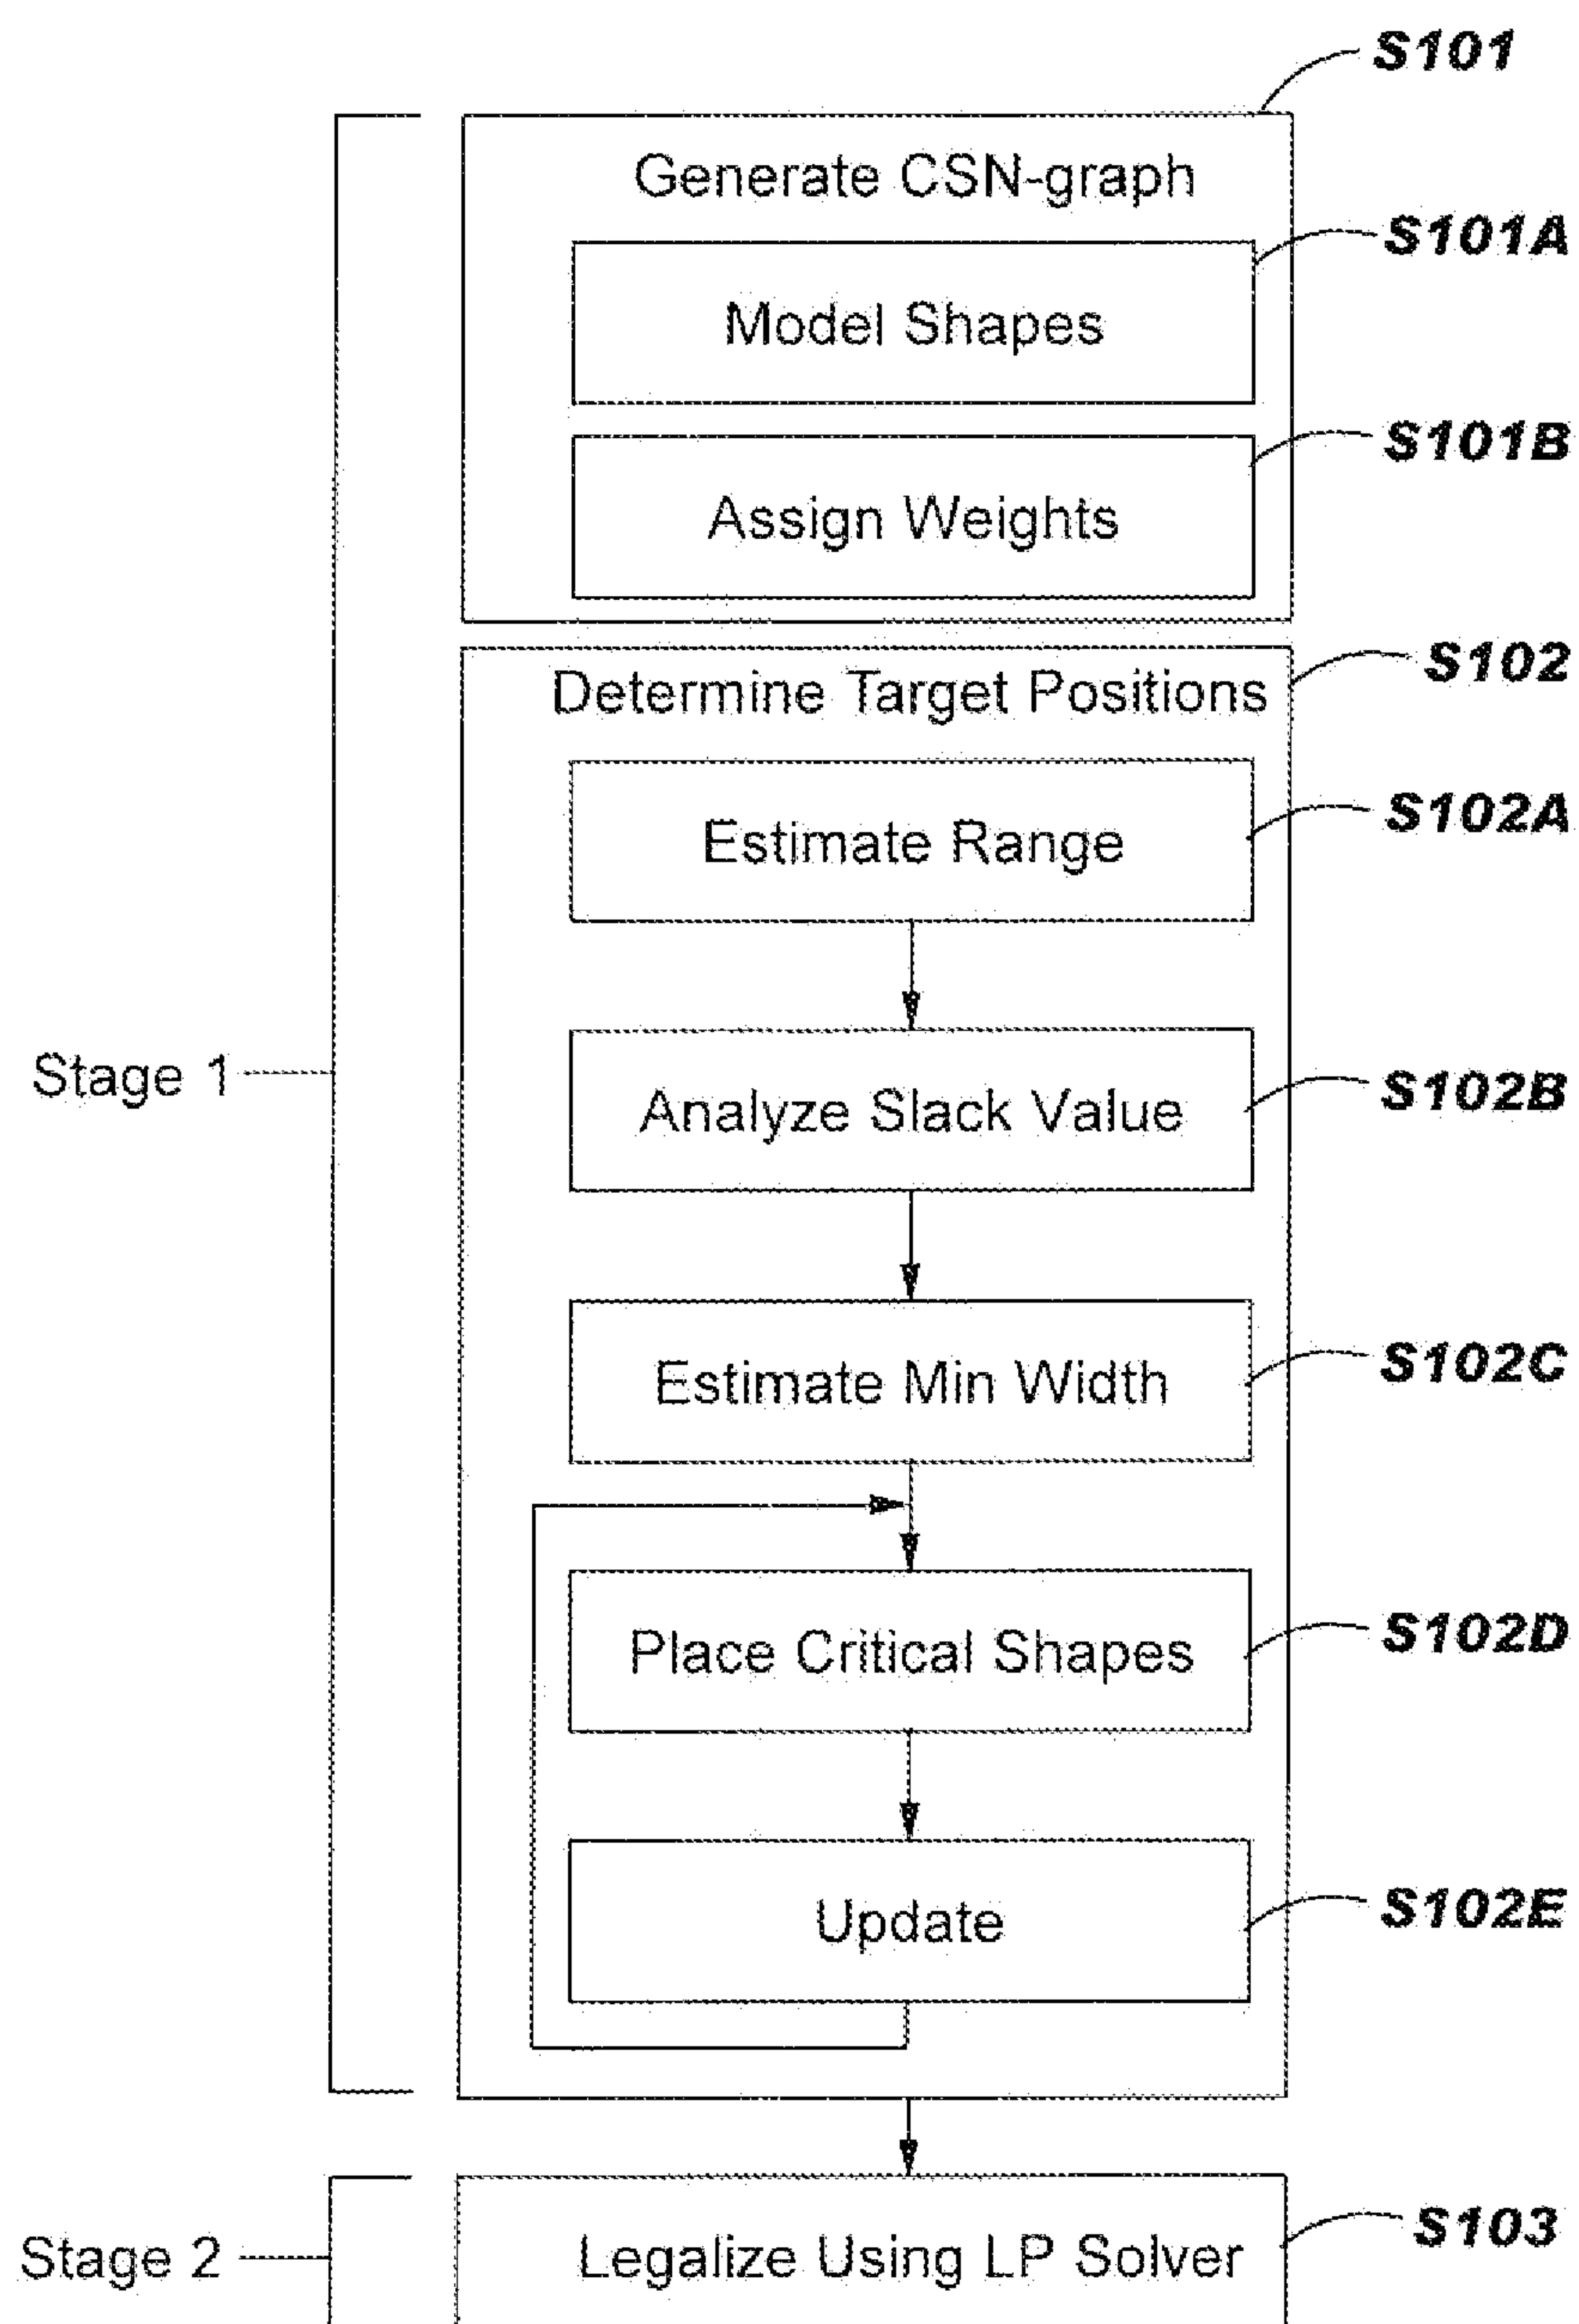 S101
Generate CSN-graph
S101A
Model Shapes
S101B
Assign Weights
S102
Determine Target Positions
S102A
Estimate Range
Stage 1
S102B
Analyze Slack Value
S102C
Estimate Min Width
S102D
Place Critical Shapes
S102E
Update
S103
Stage 2
Legalize Using LP Solver